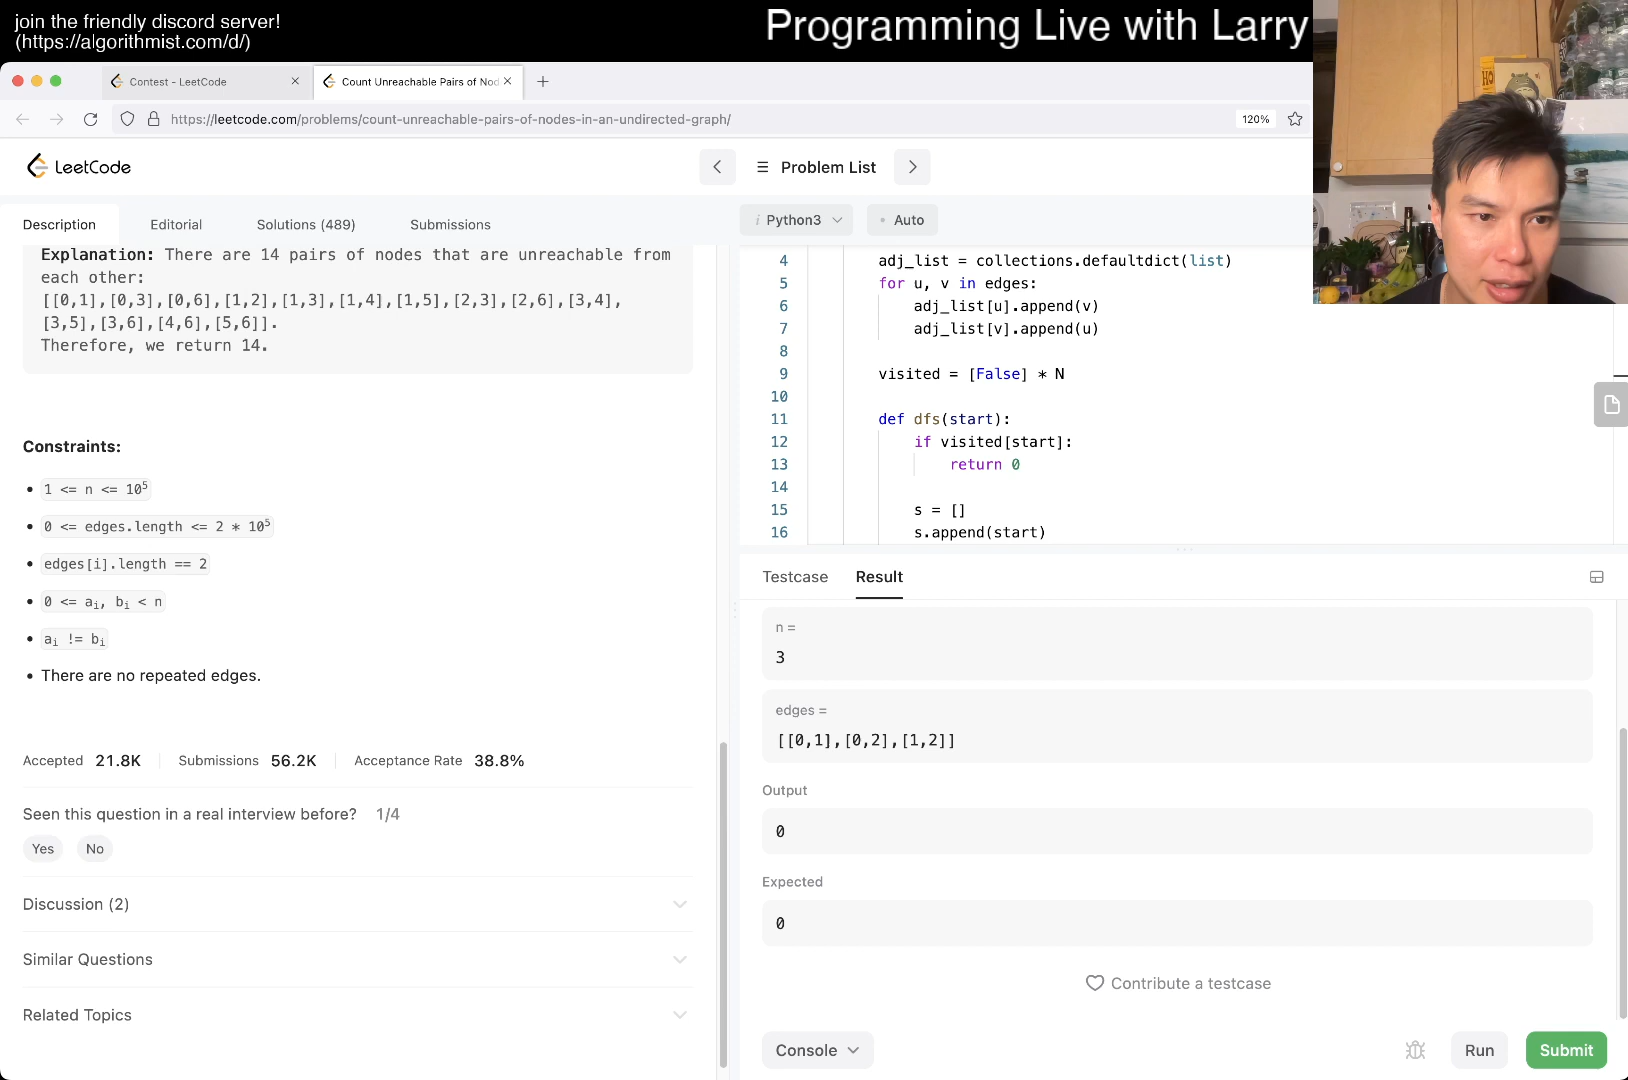 join the friendly discord server!
(https://algorithmist.com/d/)
Programming Live with Larry
Contest - LeetCode
Count Unreachable Pairs of Nod
https://leetcode.com/problems/count-unreachable-pairs-of-nodes-in-an-undirected-graph/
120%
LeetCode
Problem List
Description
Editorial
Solutions (489)
Submissions
Explanation: There are 14 pairs of nodes that are unreachable from
each other:
[[0,1],[0,3],[0,6],[1,2],[1,3],[1,4],[1,5],[2,3],[2,6],[3,4],
[3,5],[3,6],[4,6],[5,6]].
Therefore, we return 14.
Constraints:
• 1 <= n <= 10⁵
• 0 <= edges.length <= 2 * 10⁵
• edges[i].length == 2
• 0 <= aᵢ, bᵢ < n
• aᵢ != bᵢ
• There are no repeated edges.
Accepted 21.8K
Submissions 56.2K
Acceptance Rate 38.8%
Seen this question in a real interview before? 1/4
Yes
No
Discussion (2)
Similar Questions
Related Topics
i Python3
• Auto
4 adj_list = collections.defaultdict(list)
5 for u, v in edges:
6 adj_list[u].append(v)
7 adj_list[v].append(u)
8
9 visited = [False] * N
10
11 def dfs(start):
12 if visited[start]:
13 return 0
14
15 s = []
16 s.append(start)
Testcase
Result
n =
3
edges =
[[0,1],[0,2],[1,2]]
Output
0
Expected
0
Contribute a testcase
Console
Run
Submit
HO